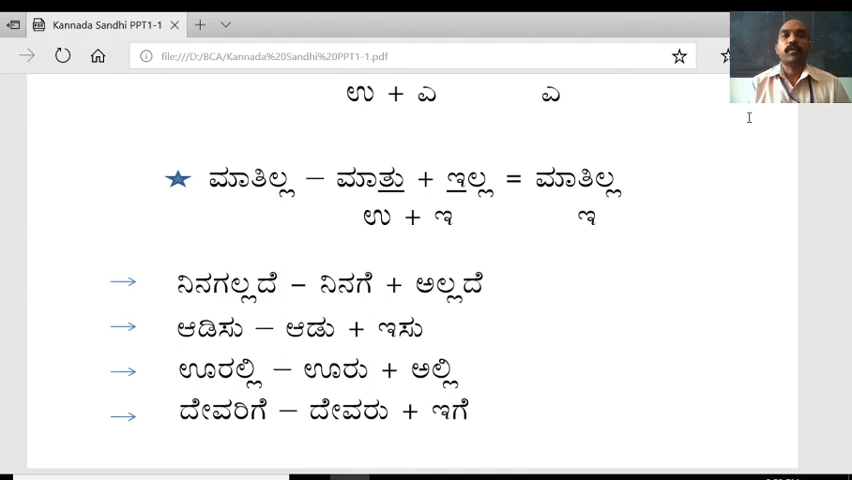 Kannada Sandhi PPT1-1
file:///D:/BCA/Kannada%20Sandhi%20PPT1-1.pdf
ಉ + ಎ ಎ
ಮಾತಿಲ್ಲ – ಮಾತು + ಇಲ್ಲ = ಮಾತಿಲ್ಲ
ಉ + ಇ ಇ
ನಿನಗಲ್ಲದೆ – ನಿನಗೆ + ಅಲ್ಲದೆ
ಆಡಿಸು – ಆಡು + ಇಸು
ಊರಲ್ಲಿ – ಊರು + ಅಲ್ಲಿ
ದೇವರಿಗೆ – ದೇವರು + ಇಗೆ